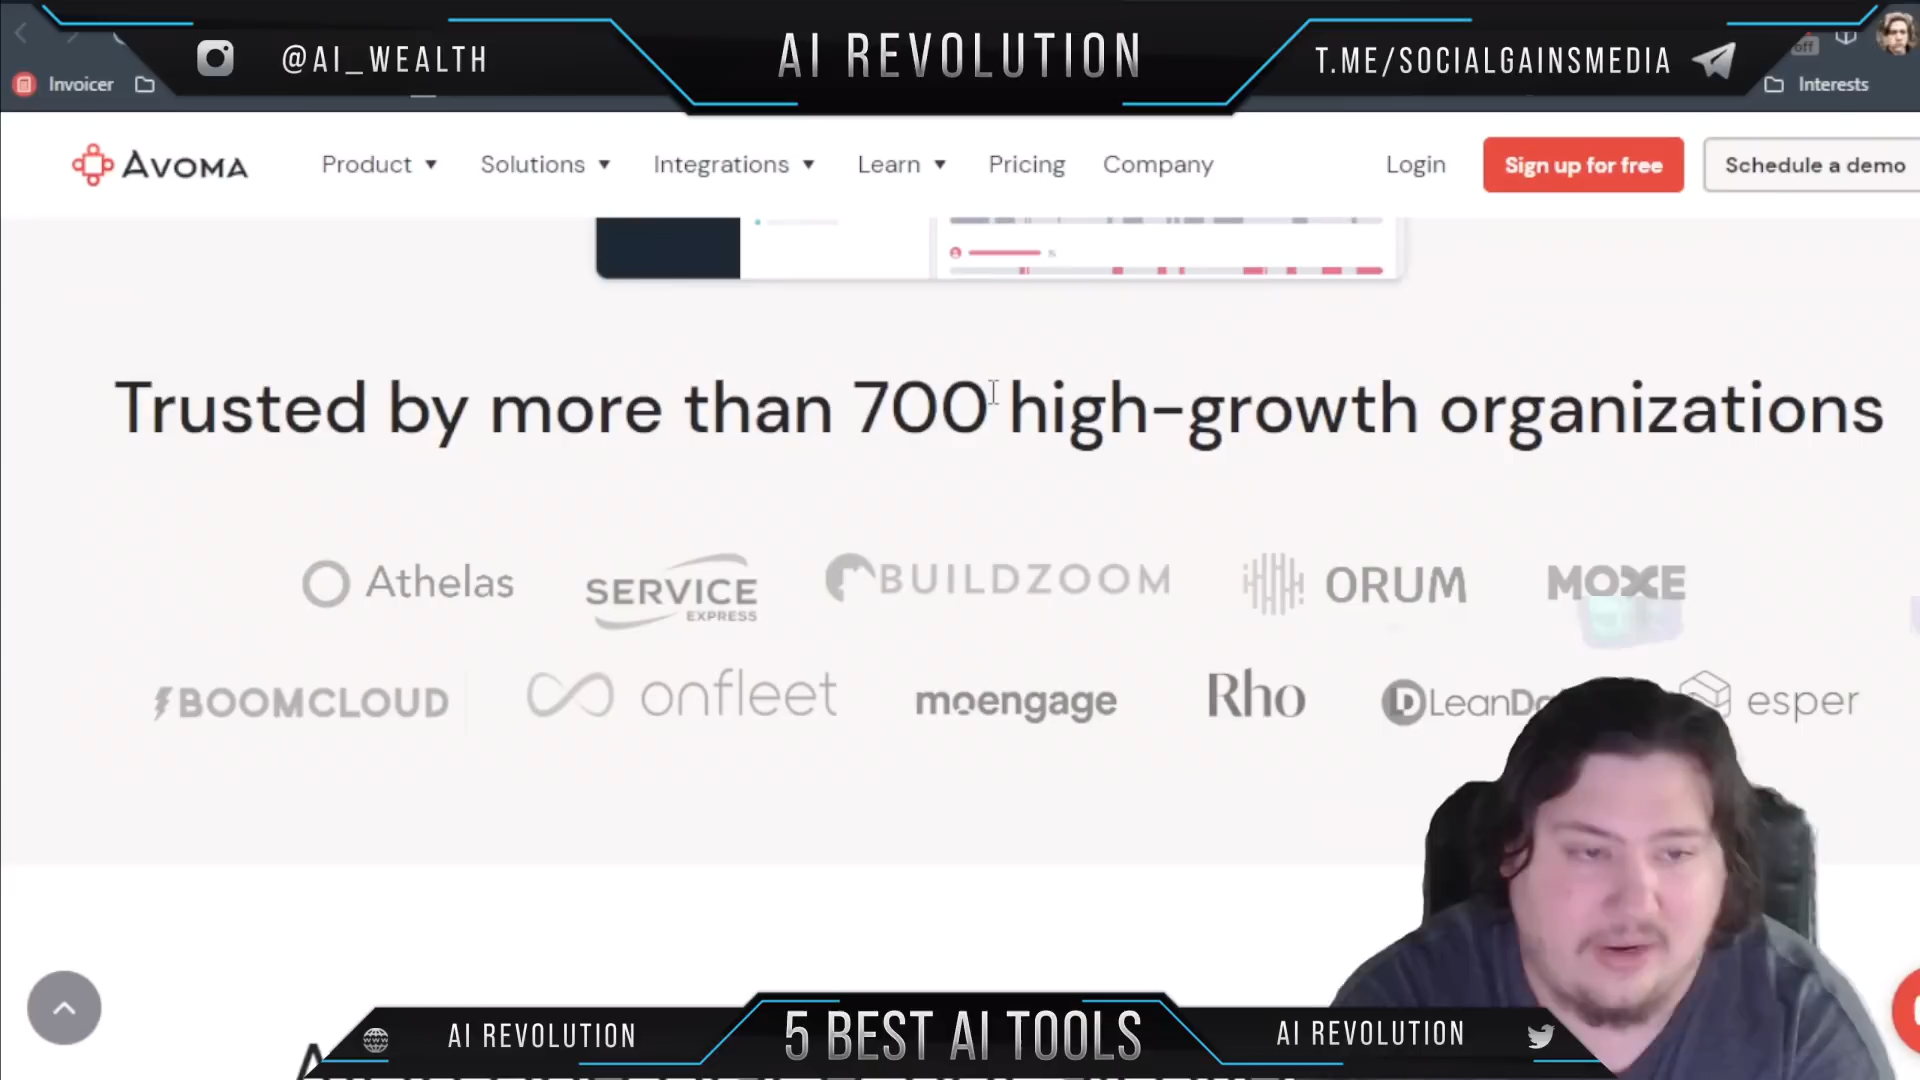 @AI_WEALTH
AI REVOLUTION
T.ME/SOCIALGAINSMEDIA
off
Invoicer
Interests
AVOMA
Product
Solutions
Integrations
Learn
Pricing
Company
Login
Sign up for free
Schedule a demo
Trusted by more than 700 high-growth organizations
Athelas
SERVICE
EXPRESS
BUILDZOOM
ORUM
MOXE
BOOMCLOUD
onfleet
moengage
Rho
esper
AI REVOLUTION
5 BEST AI TOOLS
AI REVOLUTION